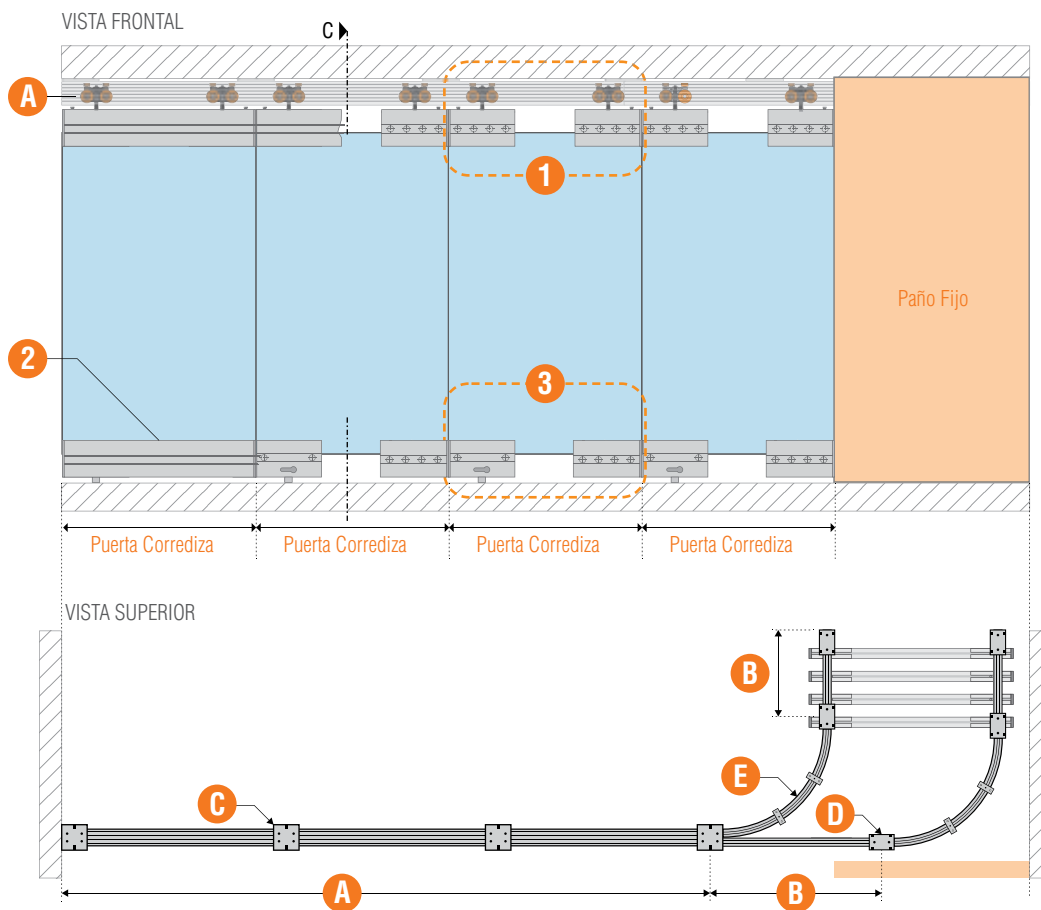 VISTA FRONTAL
C
A
1
Paño Fijo
2
3
Puerta Corrediza Puerta Corrediza Puerta Corrediza Puerta Corrediza
VISTA SUPERIOR
B
E
C
D
A
B